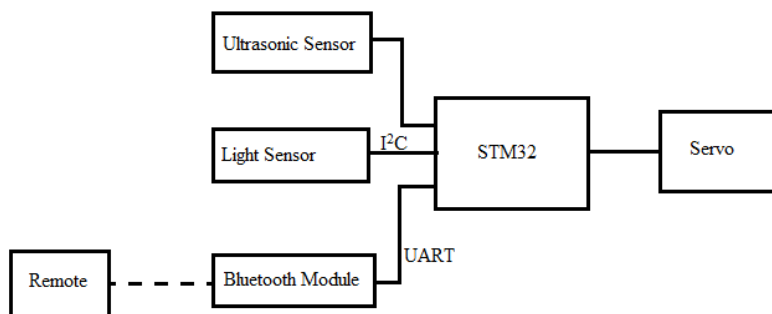 Ultrasonic Sensor
Light Sensor
I²C
STM32
Servo
UART
Remote
Bluetooth Module